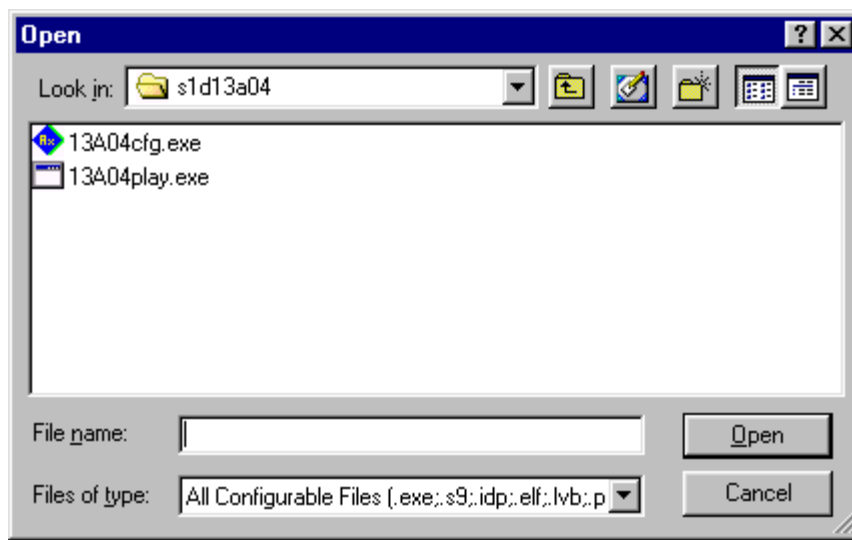 Open
Look in: s1d13a04
13A04cfg.exe
13A04play.exe
File name: Open
Files of type: All Configurable Files (.exe;.s9;.idp;.elf;.lvb;.p Cancel